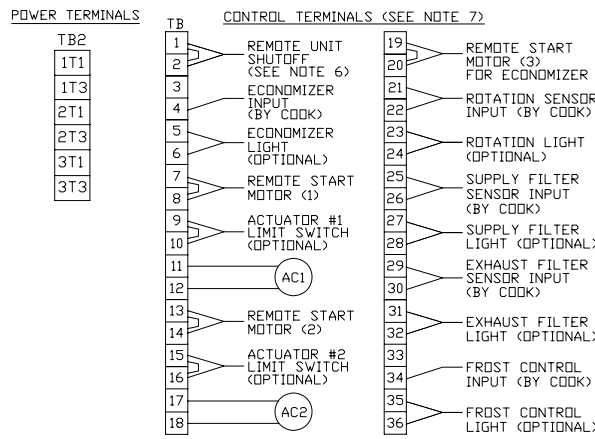 POWER TERMINALS
TB2
1T1
1T3
2T1
2T3
3T1
3T3
CONTROL TERMINALS (SEE NOTE 7)
TB
1
2
REMOTE UNIT
SHUTOFF
(SEE NOTE 6)
3
4
ECONOMIZER
INPUT
(BY COOK)
5
6
ECONOMIZER
LIGHT
(OPTIONAL)
7
8
REMOTE START
MOTOR (1)
9
10
ACTUATOR #1
LIMIT SWITCH
(OPTIONAL)
11
12
AC1
13
14
REMOTE START
MOTOR (2)
15
16
ACTUATOR #2
LIMIT SWITCH
(OPTIONAL)
17
18
AC2
19
20
REMOTE START
MOTOR (3)
FOR ECONOMIZER
21
22
ROTATION SENSOR
INPUT (BY COOK)
23
24
ROTATION LIGHT
(OPTIONAL)
25
26
SUPPLY FILTER
SENSOR INPUT
(BY COOK)
27
28
SUPPLY FILTER
LIGHT (OPTIONAL)
29
30
EXHAUST FILTER
SENSOR INPUT
(BY COOK)
31
32
EXHAUST FILTER
LIGHT (OPTIONAL)
33
34
FROST CONTROL
INPUT (BY COOK)
35
36
FROST CONTROL
LIGHT (OPTIONAL)